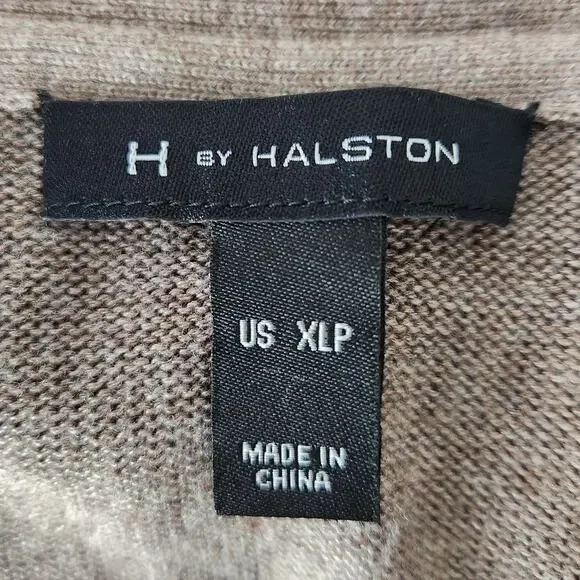 H BY HALSTON
US XLP
MADE IN
CHINA